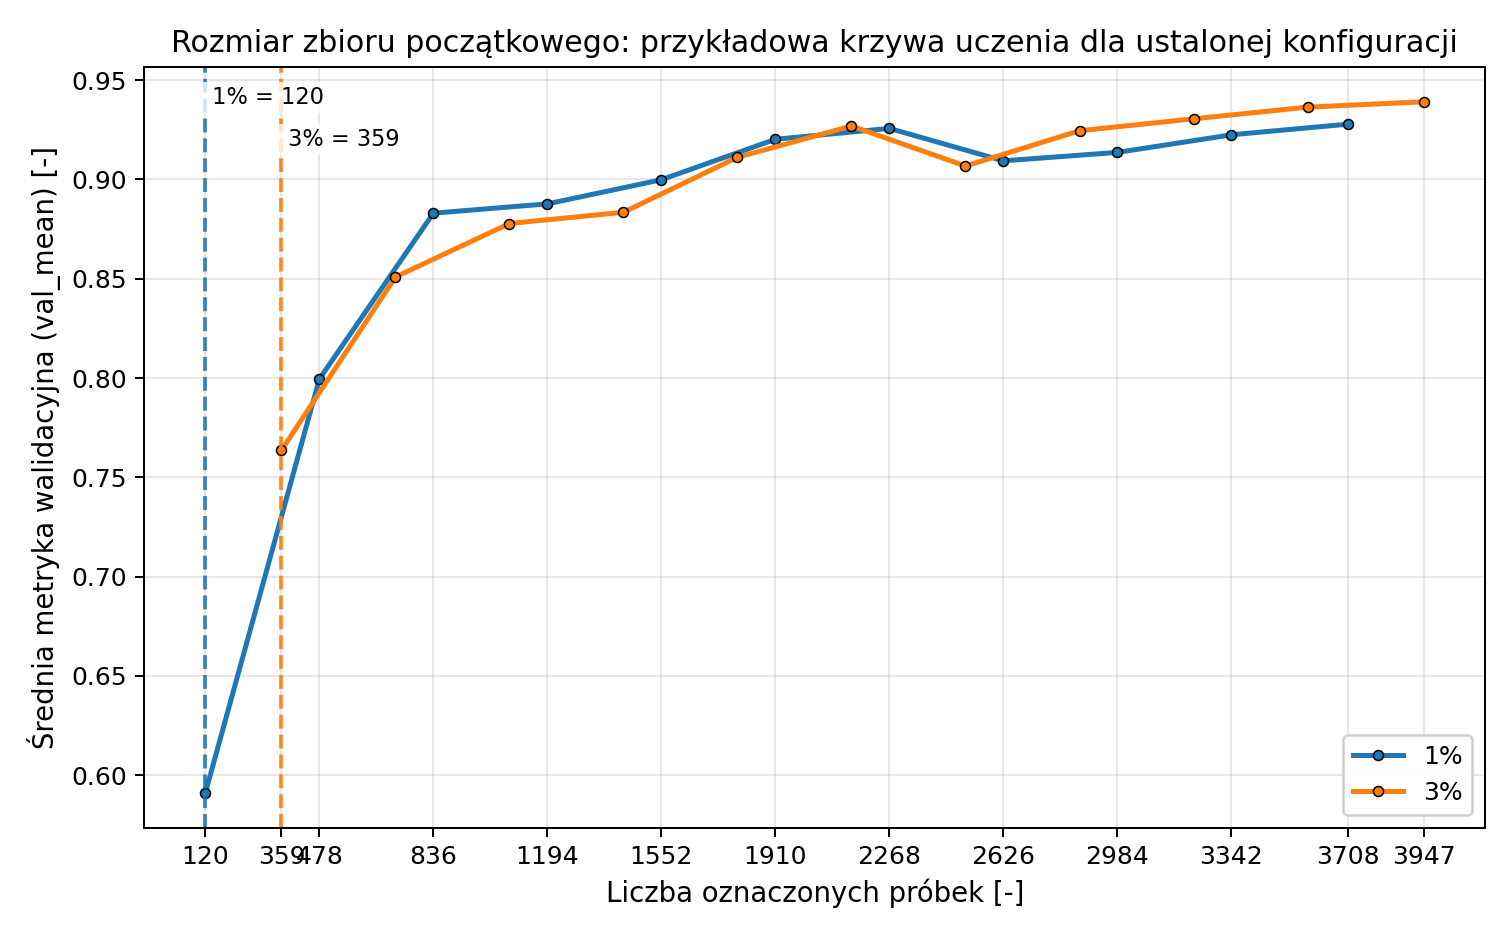 Rozmiar zbioru początkowego: przykładowa krzywa uczenia dla ustalonej konfiguracji
Średnia metryka walidacyjna (val_mean) [-]
0.95
0.90
0.85
0.80
0.75
0.70
0.65
0.60
1% = 120
3% = 359
1%
3%
120 359 478 836 1194 1552 1910 2268 2626 2984 3342 3708 3947
Liczba oznaczonych próbek [-]